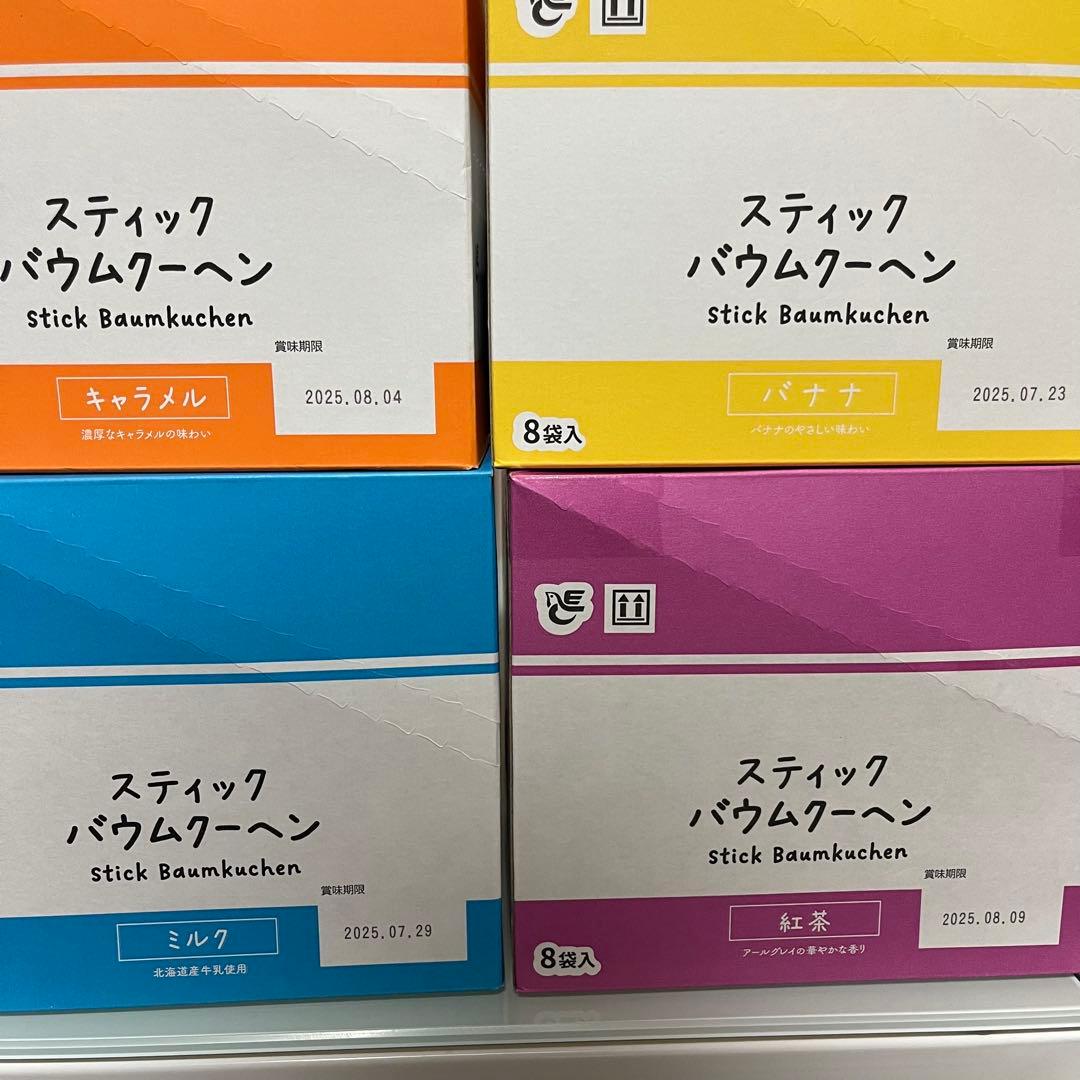 スティック
バウムクーヘン
Stick Baumkuchen
賞味期限
2025.08.04
キャラメル
濃厚なキャラメルの味わい
スティック
バウムクーヘン
Stick Baumkuchen
賞味期限
2025.07.23
バナナ
バナナのやさしい味わい
8袋入
スティック
バウムクーヘン
Stick Baumkuchen
賞味期限
2025.07.29
ミルク
北海道産牛乳使用
スティック
バウムクーヘン
Stick Baumkuchen
賞味期限
2025.08.09
紅茶
アールグレイの華やかな香り
8袋入